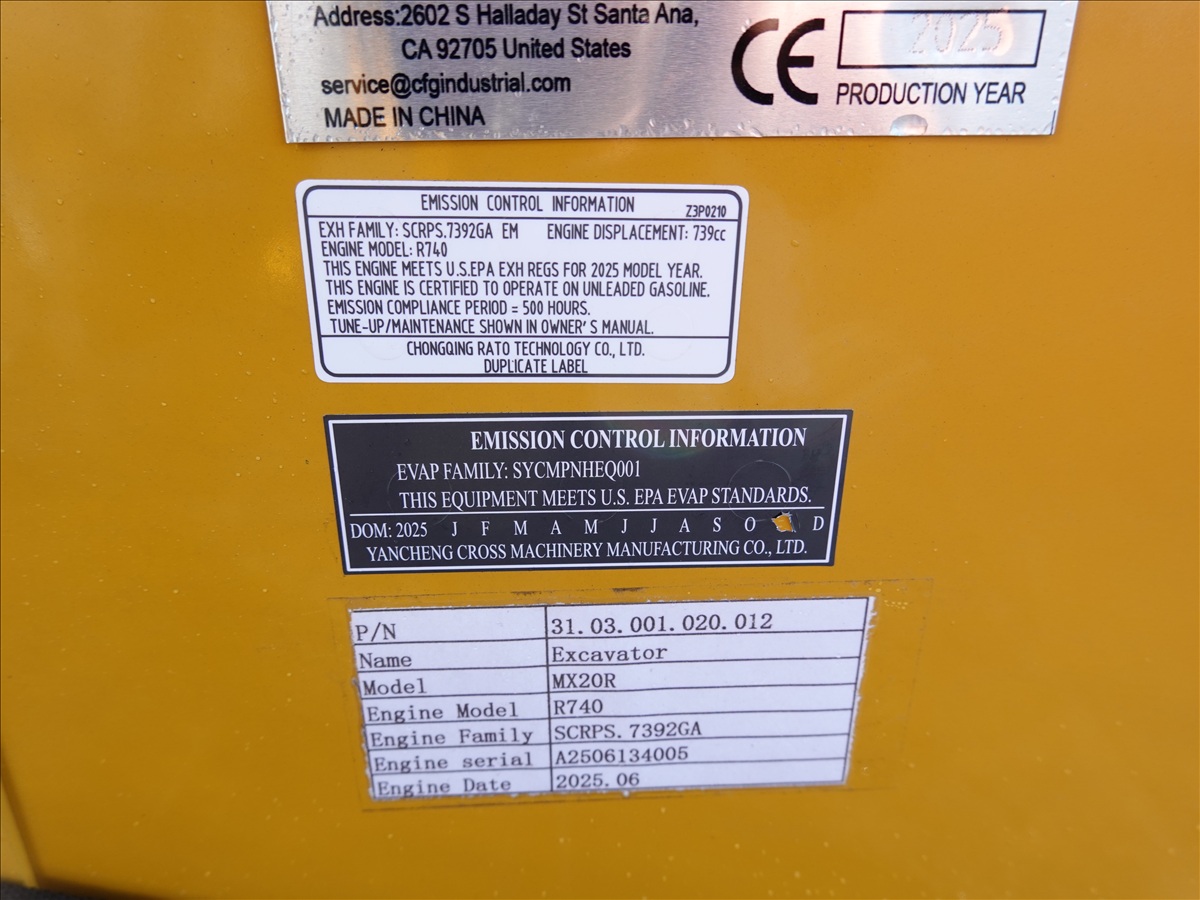 Address:2602 S Halladay St Santa Ana,
CA 92705 United States
service@cfgindustrial.com
MADE IN CHINA
CE
2025
PRODUCTION YEAR
EMISSION CONTROL INFORMATION Z3P0210
EXH FAMILY: SCRPS.7392GA EM ENGINE DISPLACEMENT: 739cc
ENGINE MODEL: R740
THIS ENGINE MEETS U.S.EPA EXH REGS FOR 2025 MODEL YEAR.
THIS ENGINE IS CERTIFIED TO OPERATE ON UNLEADED GASOLINE.
EMISSION COMPLIANCE PERIOD = 500 HOURS.
TUNE-UP/MAINTENANCE SHOWN IN OWNER'S MANUAL.
CHONGQING RATO TECHNOLOGY CO., LTD.
DUPLICATE LABEL
EMISSION CONTROL INFORMATION
EVAP FAMILY: SYCMPNHEQ001
THIS EQUIPMENT MEETS U.S. EPA EVAP STANDARDS.
DOM: 2025 J F M A M J J A S O D
YANCHENG CROSS MACHINERY MANUFACTURING CO., LTD.
P/N 31.03.001.020.012
Name Excavator
Model MX20R
Engine Model R740
Engine Family SCRPS.7392GA
Engine serial A2506134005
Engine Date 2025.06